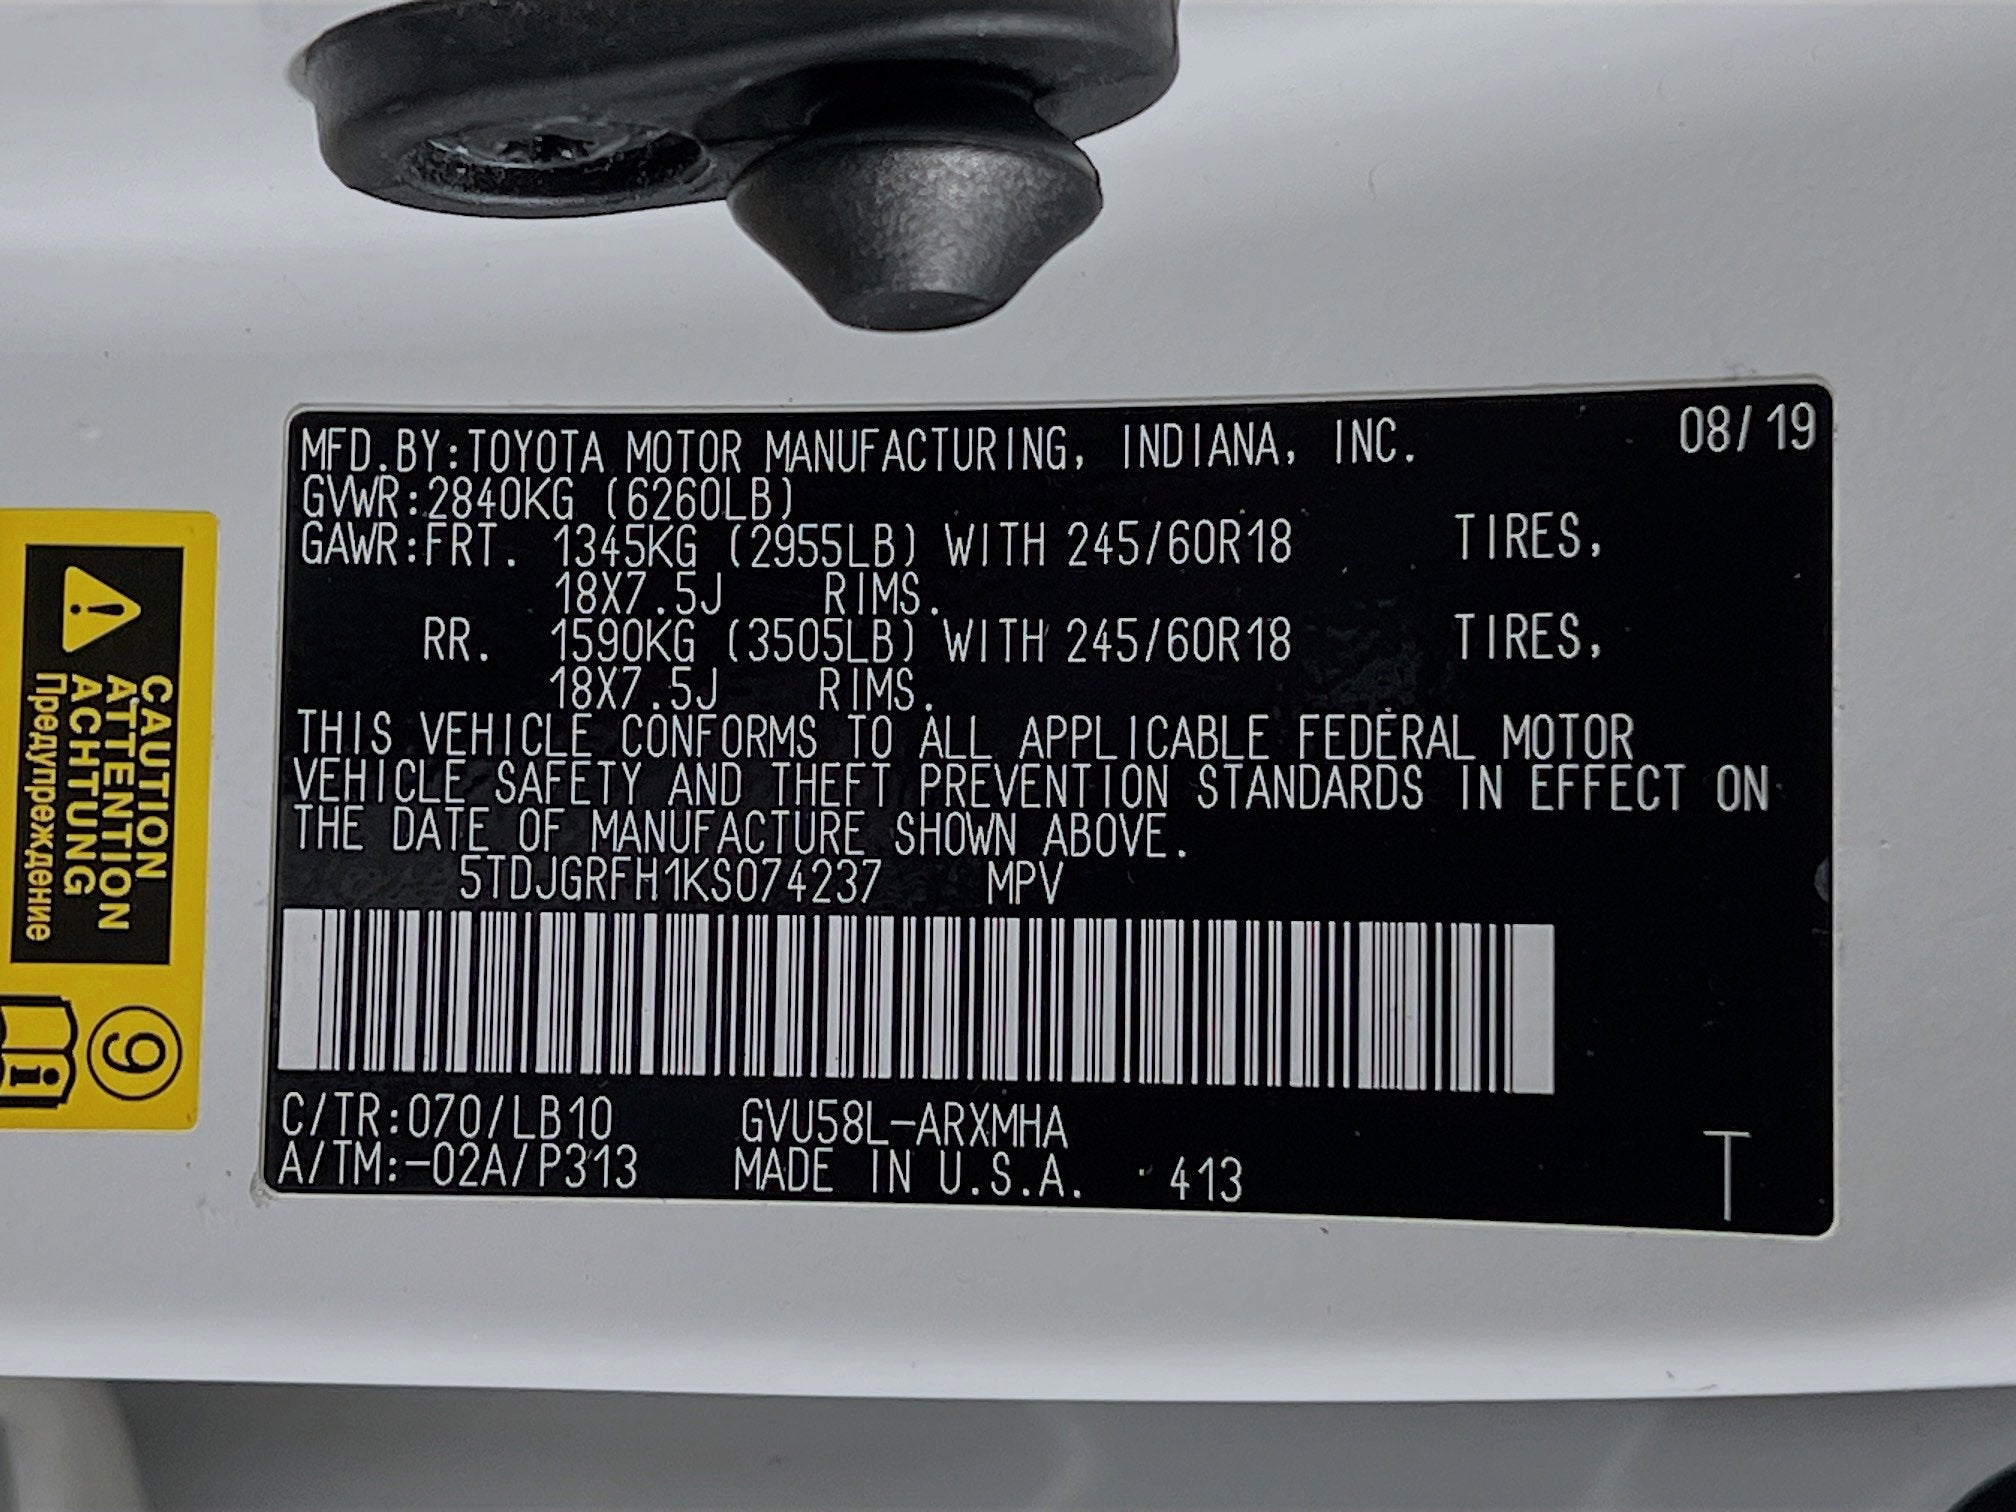 MFD.BY:TOYOTA MOTOR MANUFACTURING, INDIANA, INC. 08/19
GVWR:2840KG (6260LB)
GAWR:FRT. 1345KG (2955LB) WITH 245/60R18 TIRES,
18X7.5J RIMS.
RR. 1590KG (3505LB) WITH 245/60R18 TIRES,
18X7.5J RIMS.
THIS VEHICLE CONFORMS TO ALL APPLICABLE FEDERAL MOTOR
VEHICLE SAFETY AND THEFT PREVENTION STANDARDS IN EFFECT ON
THE DATE OF MANUFACTURE SHOWN ABOVE.
5TDJGRFH1KS074237 MPV
C/TR:070/LB10 GVU58L-ARXMHA
A/TM:-02A/P313 MADE IN U.S.A. 413
T
CAUTION
ATTENTION
ACHTUNG
Предупреждение
9
i